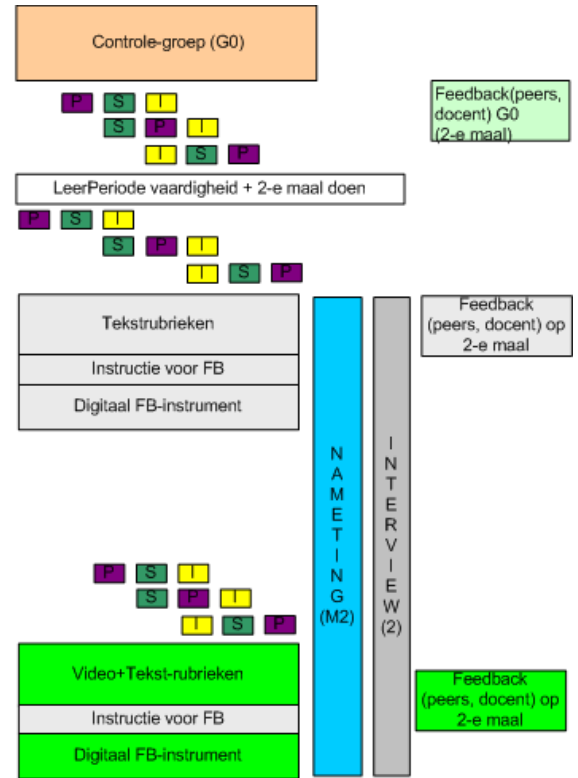 Controle-groep (G0)
P S I
S P I
I S P
Feedback(peers,
docent) G0
(2-e maal)
LeerPeriode vaardigheid + 2-e maal doen
P S I
S P I
I S P
Tekstrubrieken
Instructie voor FB
Digitaal FB-instrument
NAMETING
(M2)
INTERVIEW
(2)
Feedback
(peers, docent) op
2-e maal
P S I
S P I
I S P
Video+Tekst-rubrieken
Instructie voor FB
Digitaal FB-instrument
Feedback
(peers, docent) op
2-e maal